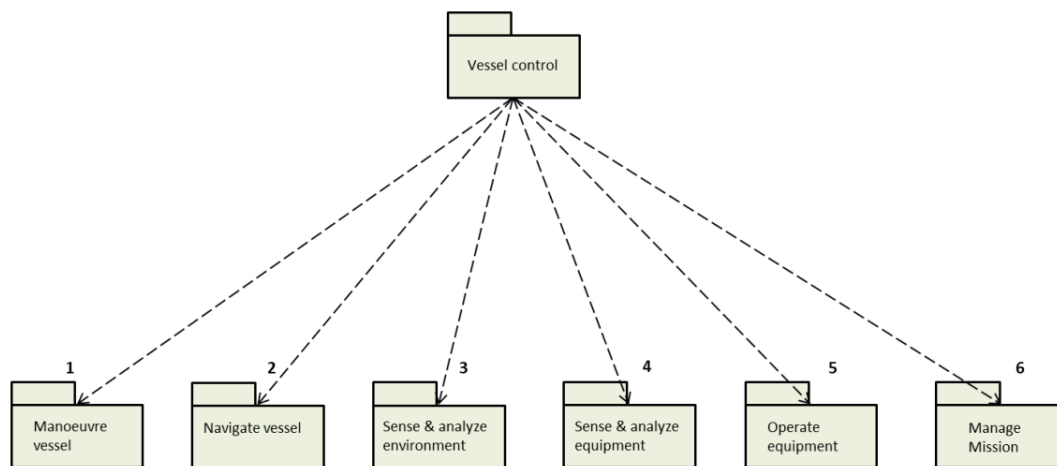 Vessel control
1
2
3
4
5
6
Manoeuvre
vessel
Navigate vessel
Sense & analyze
environment
Sense & analyze
equipment
Operate
equipment
Manage
Mission